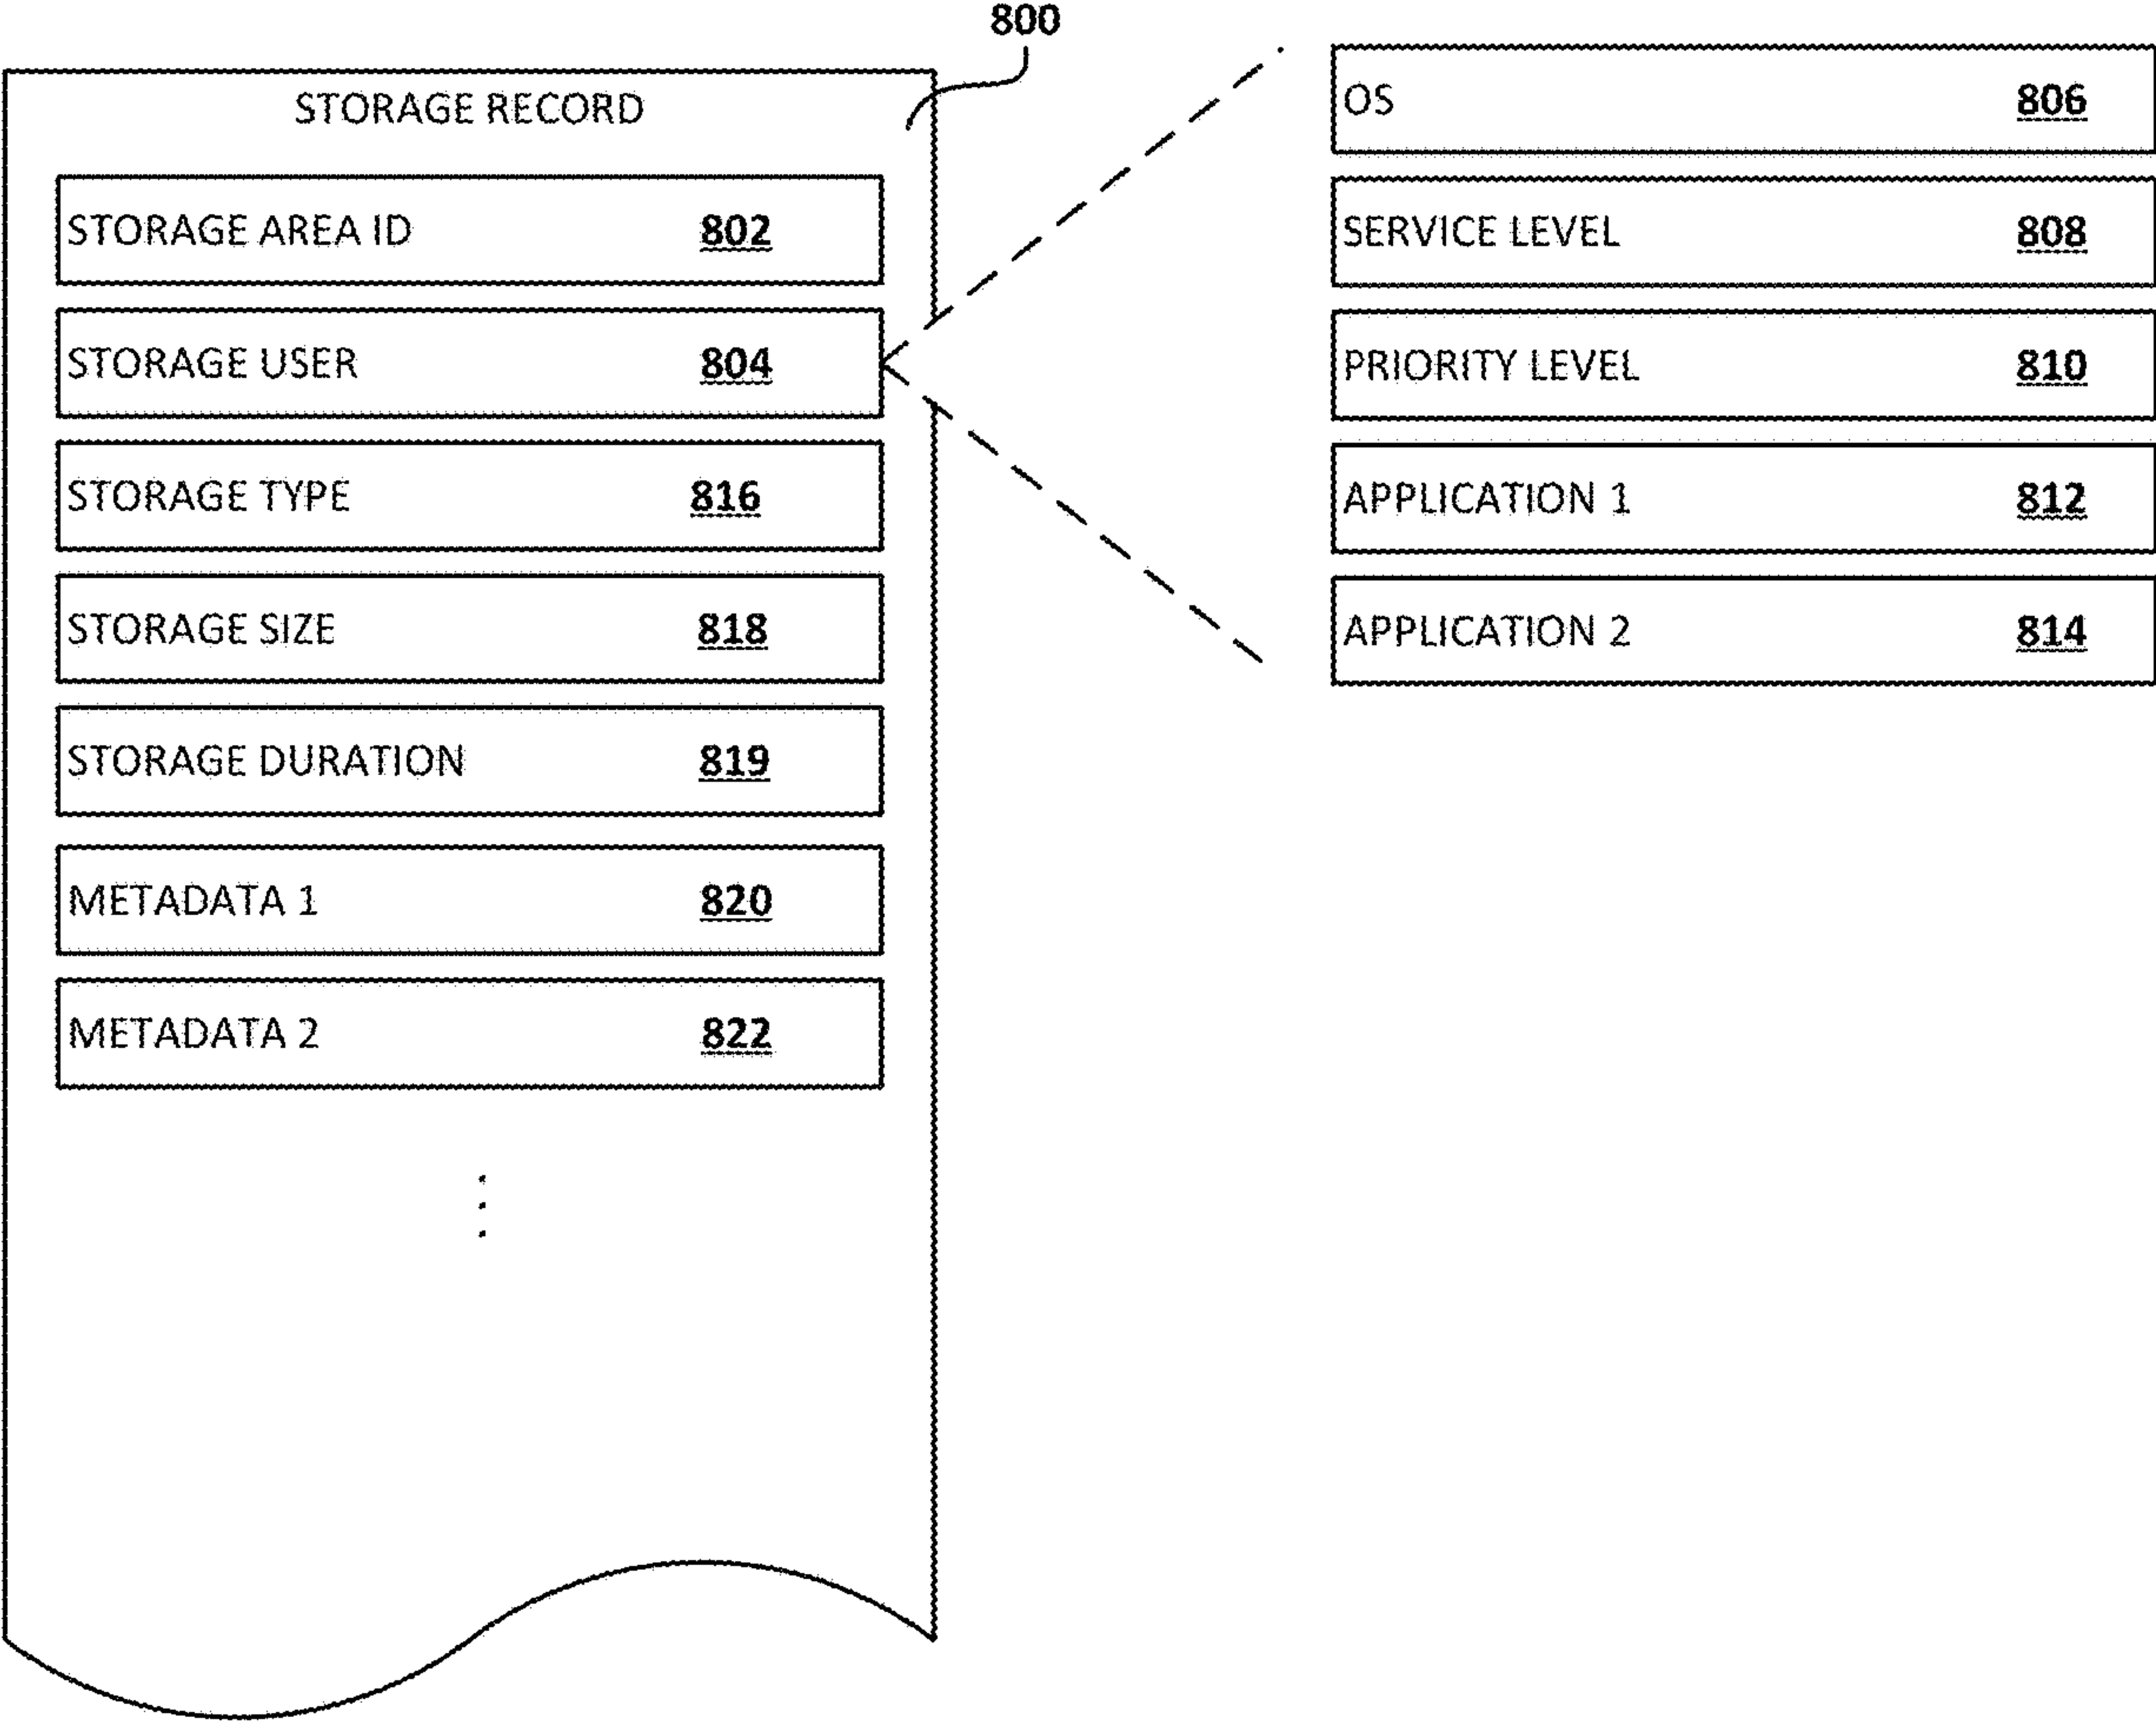 800
STORAGE RECORD
STORAGE AREA ID 802
STORAGE USER 804
STORAGE TYPE 816
STORAGE SIZE 818
STORAGE DURATION 819
METADATA 1 820
METADATA 2 822
OS 806
SERVICE LEVEL 808
PRIORITY LEVEL 810
APPLICATION 1 812
APPLICATION 2 814